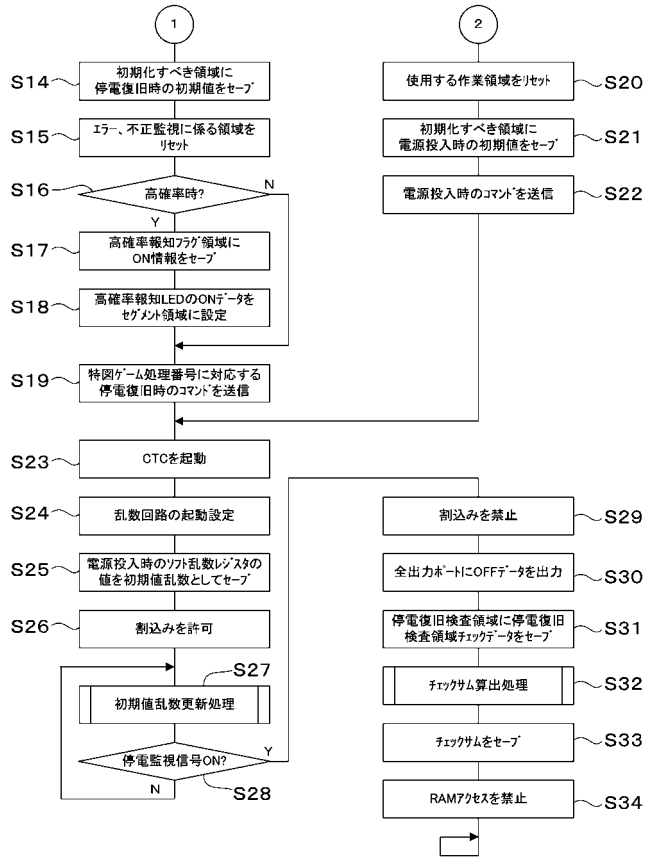 1
S14
初期化すべき領域に
停電復旧時の初期値をセーブ
S15
エラー、不正監視に係る領域を
リセット
S16
高確率時?
N
Y
S17
高確率報知フラグ領域に
ON情報をセーブ
S18
高確率報知LEDのONデータを
セグメント領域に設定
S19
特図ゲーム処理番号に対応する
停電復旧時のコマンドを送信
2
使用する作業領域をリセット
S20
初期化すべき領域に
電源投入時の初期値をセーブ
S21
電源投入時のコマンドを送信
S22
S23
CTCを起動
S24
乱数回路の起動設定
S25
電源投入時のソフト乱数レジスタの
値を初期値乱数としてセーブ
S26
割込みを許可
S27
初期値乱数更新処理
停電監視信号ON?
Y
N
S28
割込みを禁止
S29
全出力ポートにOFFデータを出力
S30
停電復旧検査領域に停電復旧
検査領域チェックデータをセーブ
S31
チェックサム算出処理
S32
チェックサムをセーブ
S33
RAMアクセスを禁止
S34